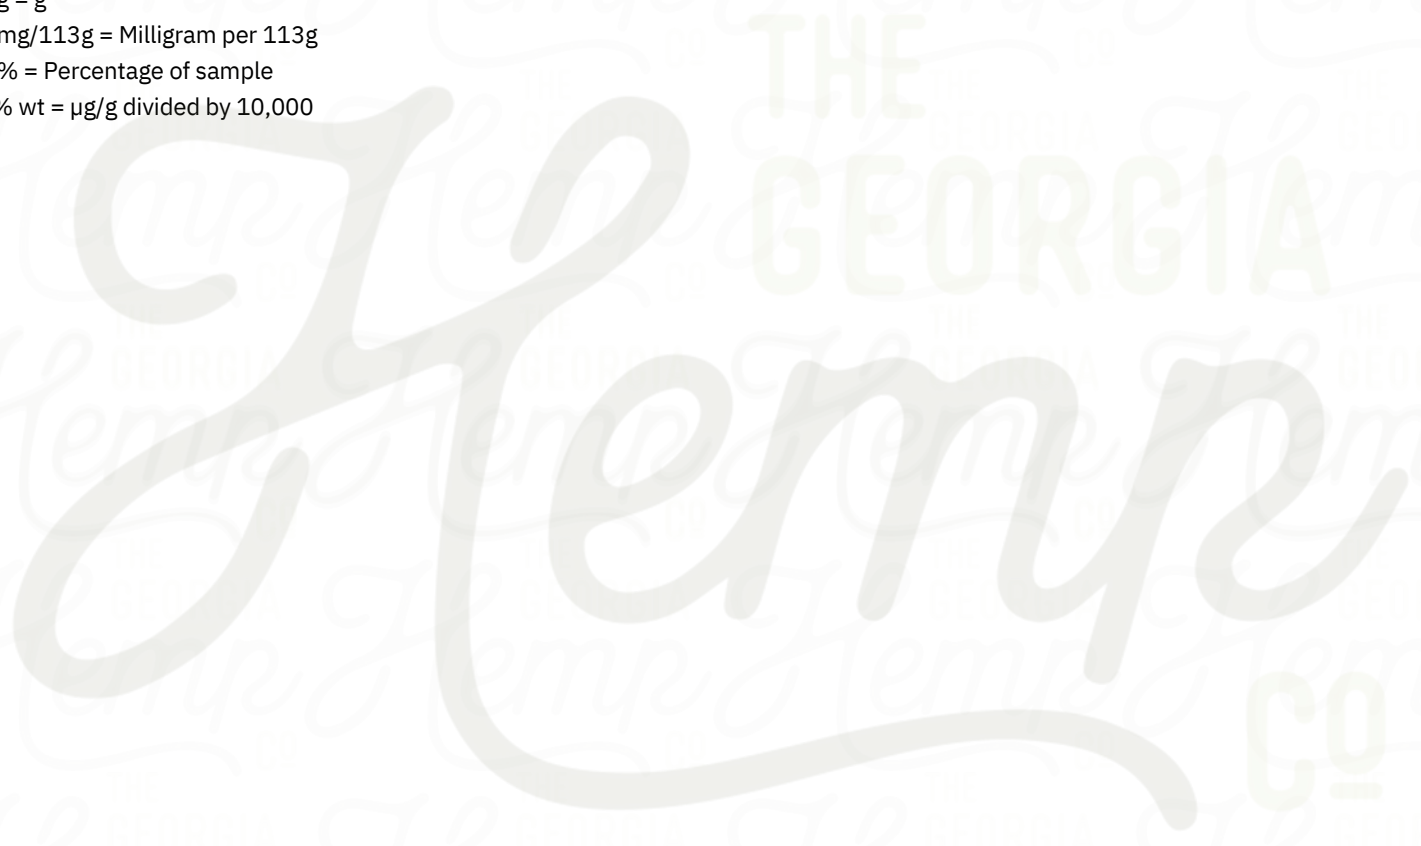 g = g
mg/113g = Milligram per 113g
% = Percentage of sample
% wt = µg/g divided by 10,000
THE
GEORGIA
Hemp
CO